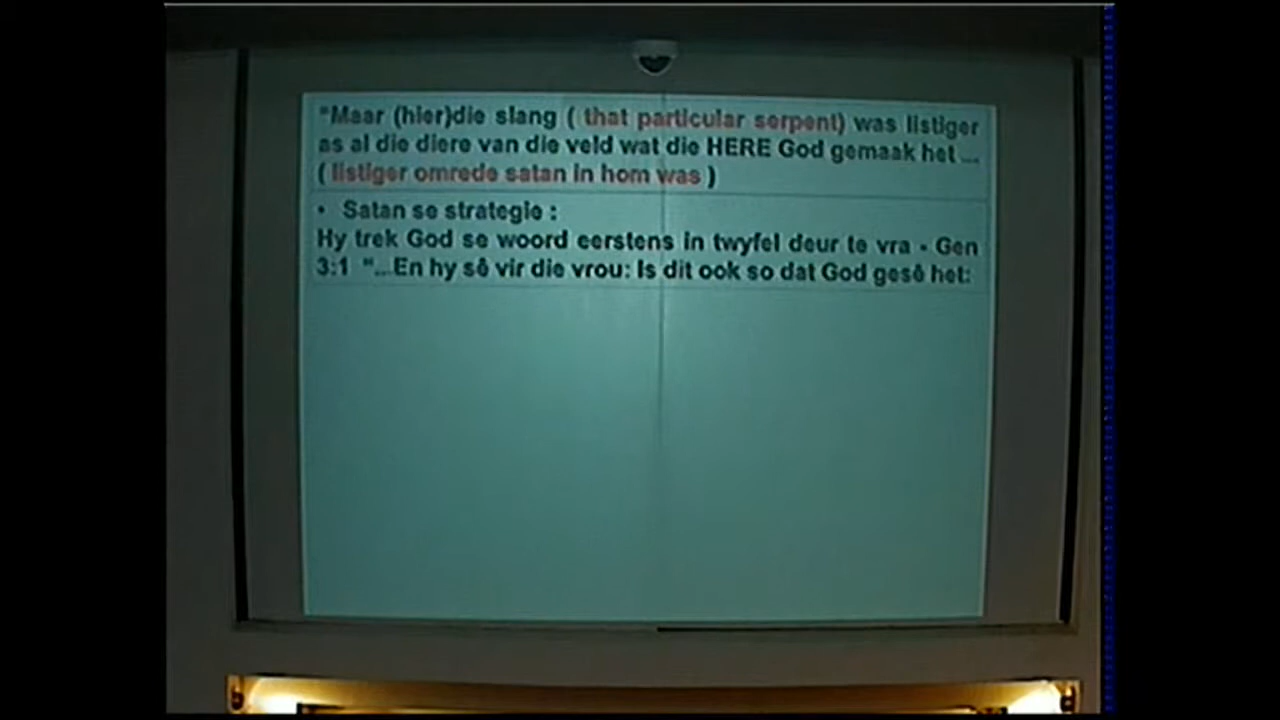 "Maar (hier)die slang ( that particular serpent) was listiger
as al die diere van die veld wat die HERE God gemaak het ...
( listiger omrede satan in hom was )
• Satan se strategie :
Hy trek God se woord eerstens in twyfel deur te vra - Gen
3:1 "...En hy sê vir die vrou: Is dit ook so dat God gesê het: